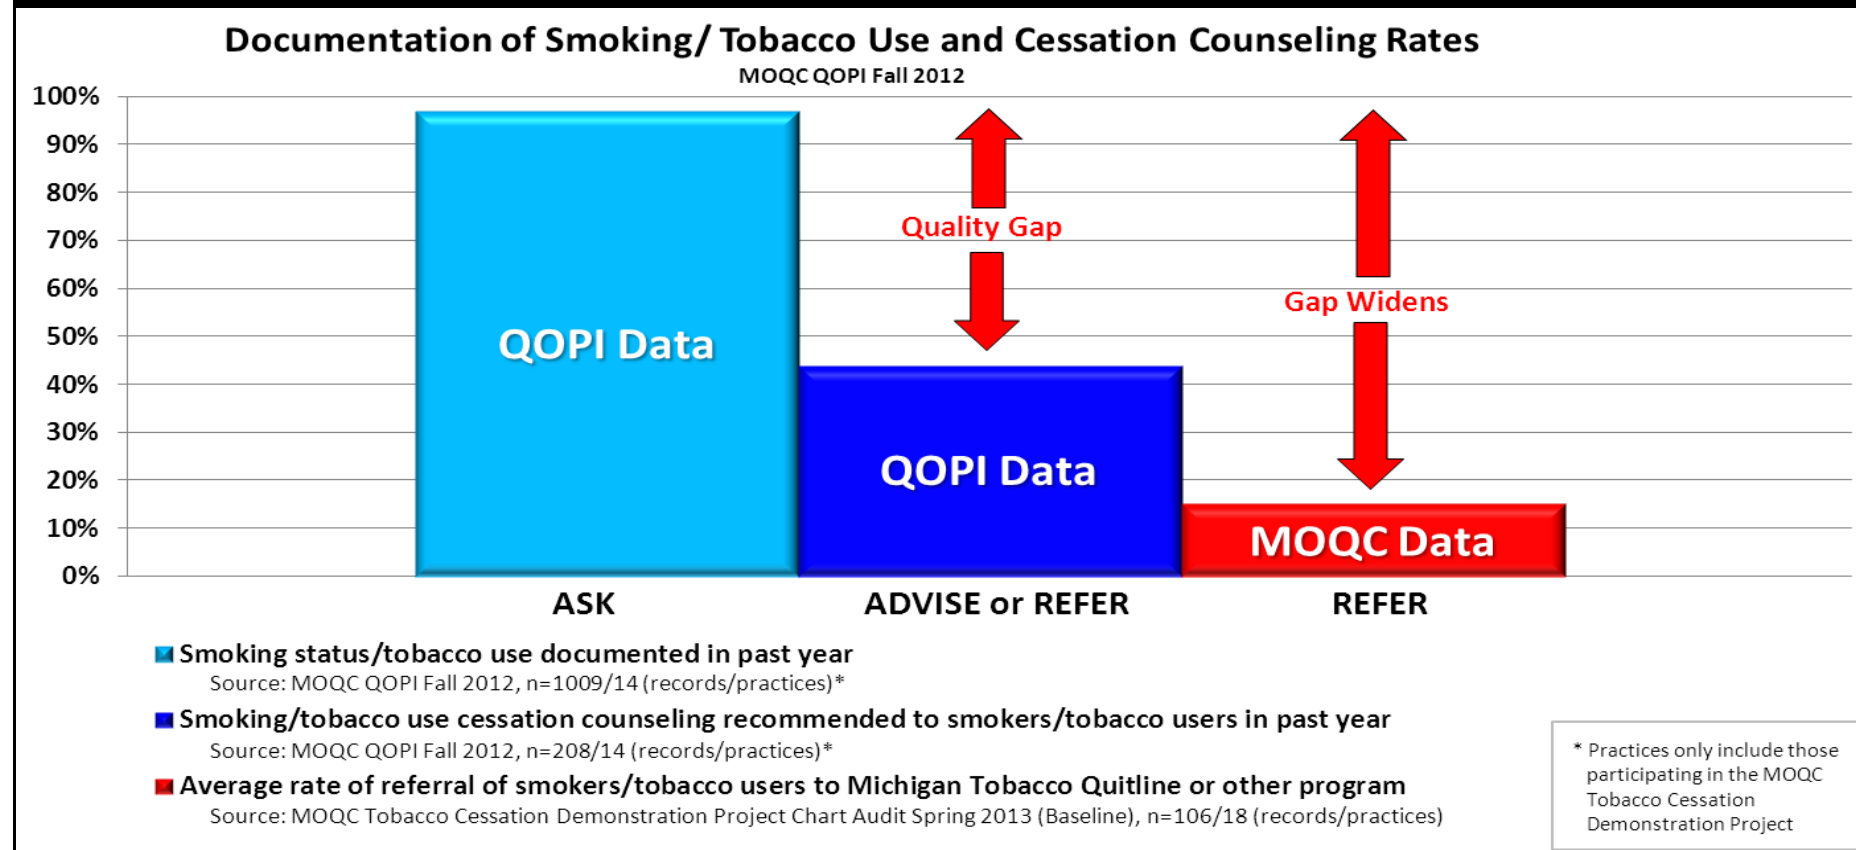 Documentation of Smoking/ Tobacco Use and Cessation Counseling Rates
MOQC QOPI Fall 2012
100%
90%
80%
70%
60%
50%
40%
30%
20%
10%
0%
Quality Gap
Gap Widens
QOPI Data
QOPI Data
MOQC Data
ASK
ADVISE or REFER
REFER
Smoking status/tobacco use documented in past year
Source: MOQC QOPI Fall 2012, n=1009/14 (records/practices)*
Smoking/tobacco use cessation counseling recommended to smokers/tobacco users in past year
Source: MOQC QOPI Fall 2012, n=208/14 (records/practices)*
Average rate of referral of smokers/tobacco users to Michigan Tobacco Quitline or other program
Source: MOQC Tobacco Cessation Demonstration Project Chart Audit Spring 2013 (Baseline), n=106/18 (records/practices)
* Practices only include those
participating in the MOQC
Tobacco Cessation
Demonstration Project